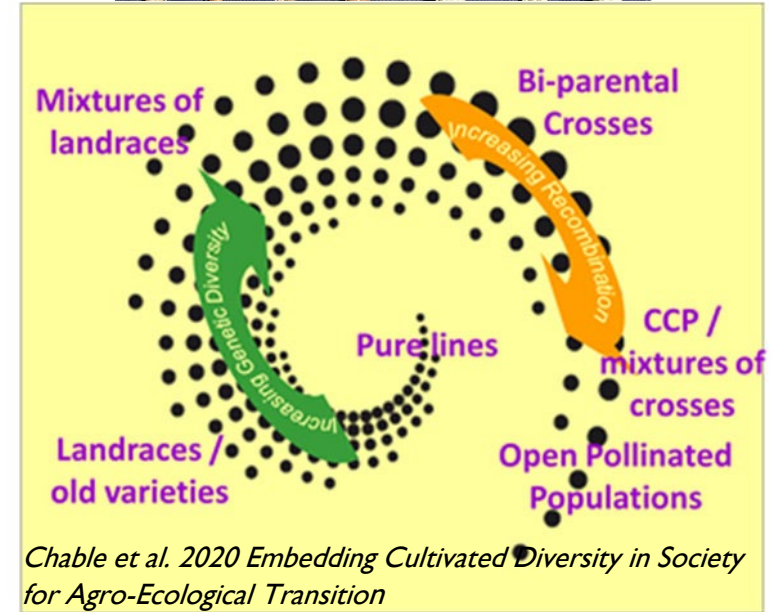 Mixtures of
landraces
Bi-parental
Crosses
Increasing Recombination
Increasing Genetic Diversity
Pure lines
CCP /
mixtures of
crosses
Landraces /
old varieties
Open Pollinated
Populations
Chable et al. 2020 Embedding Cultivated Diversity in Society
for Agro-Ecological Transition